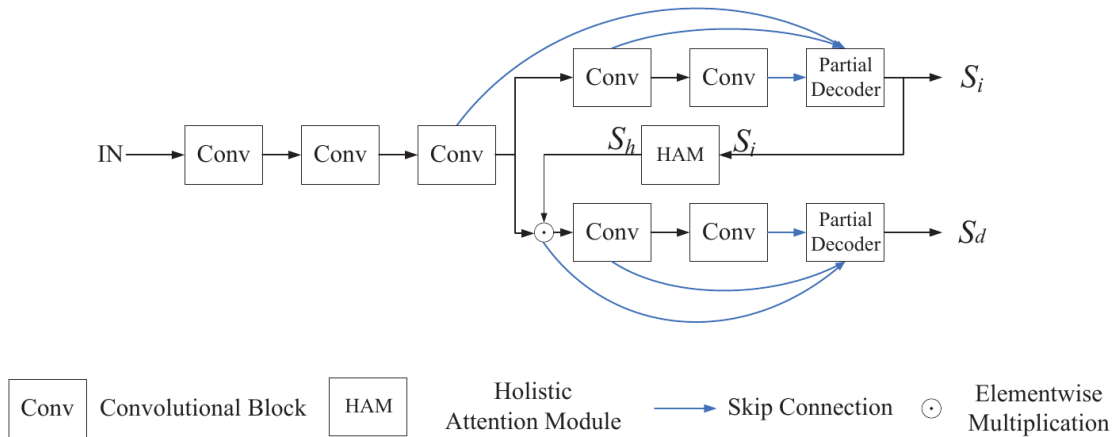 Conv
Conv
Partial
Decoder
S_i
IN
Conv
Conv
Conv
S_h
HAM
S_i
Conv
Conv
Partial
Decoder
S_d
Conv
Convolutional Block
HAM
Holistic
Attention Module
Skip Connection
Elementwise
Multiplication